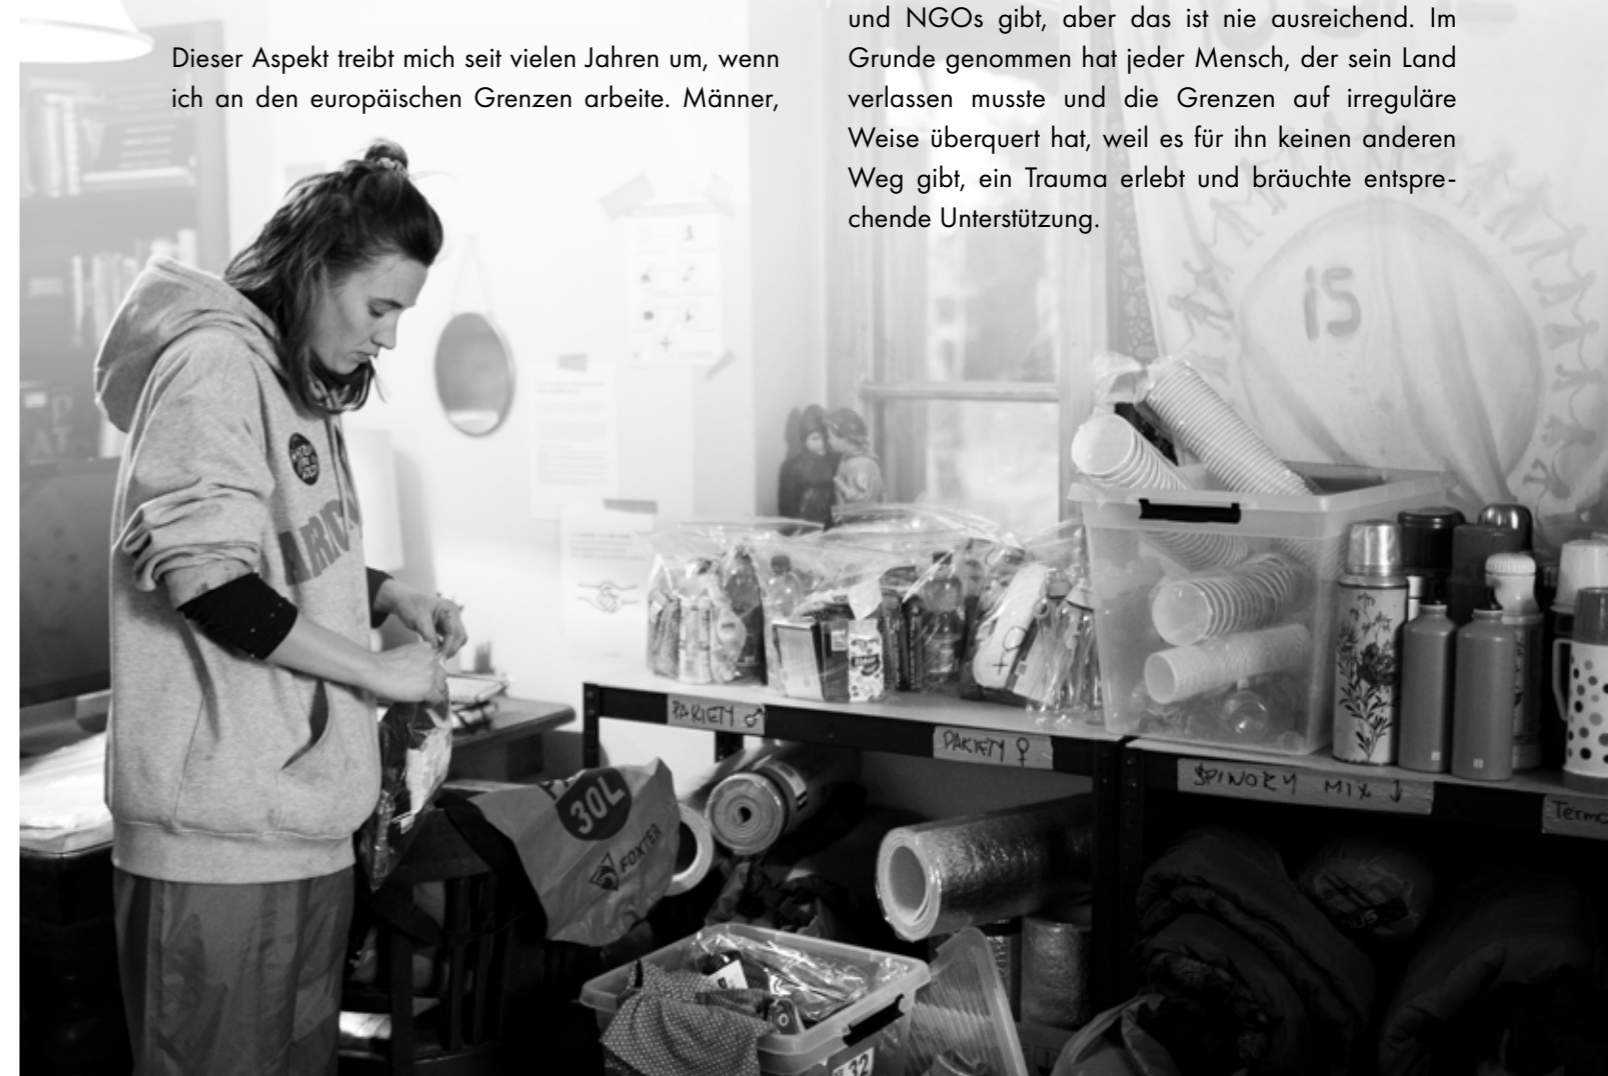 Dieser Aspekt treibt mich seit vielen Jahren um, wenn
ich an den europäischen Grenzen arbeite. Männer,
und NGOs gibt, aber das ist nie ausreichend. Im
Grunde genommen hat jeder Mensch, der sein Land
verlassen musste und die Grenzen auf irreguläre
Weise überquert hat, weil es für ihn keinen anderen
Weg gibt, ein Trauma erlebt und bräuchte entspre-
chende Unterstützung.
iS
PAKIETY ♂
PAKIETY ♀
ŚPIWORY MIX ↓
Termo
30L
FOXTER
32